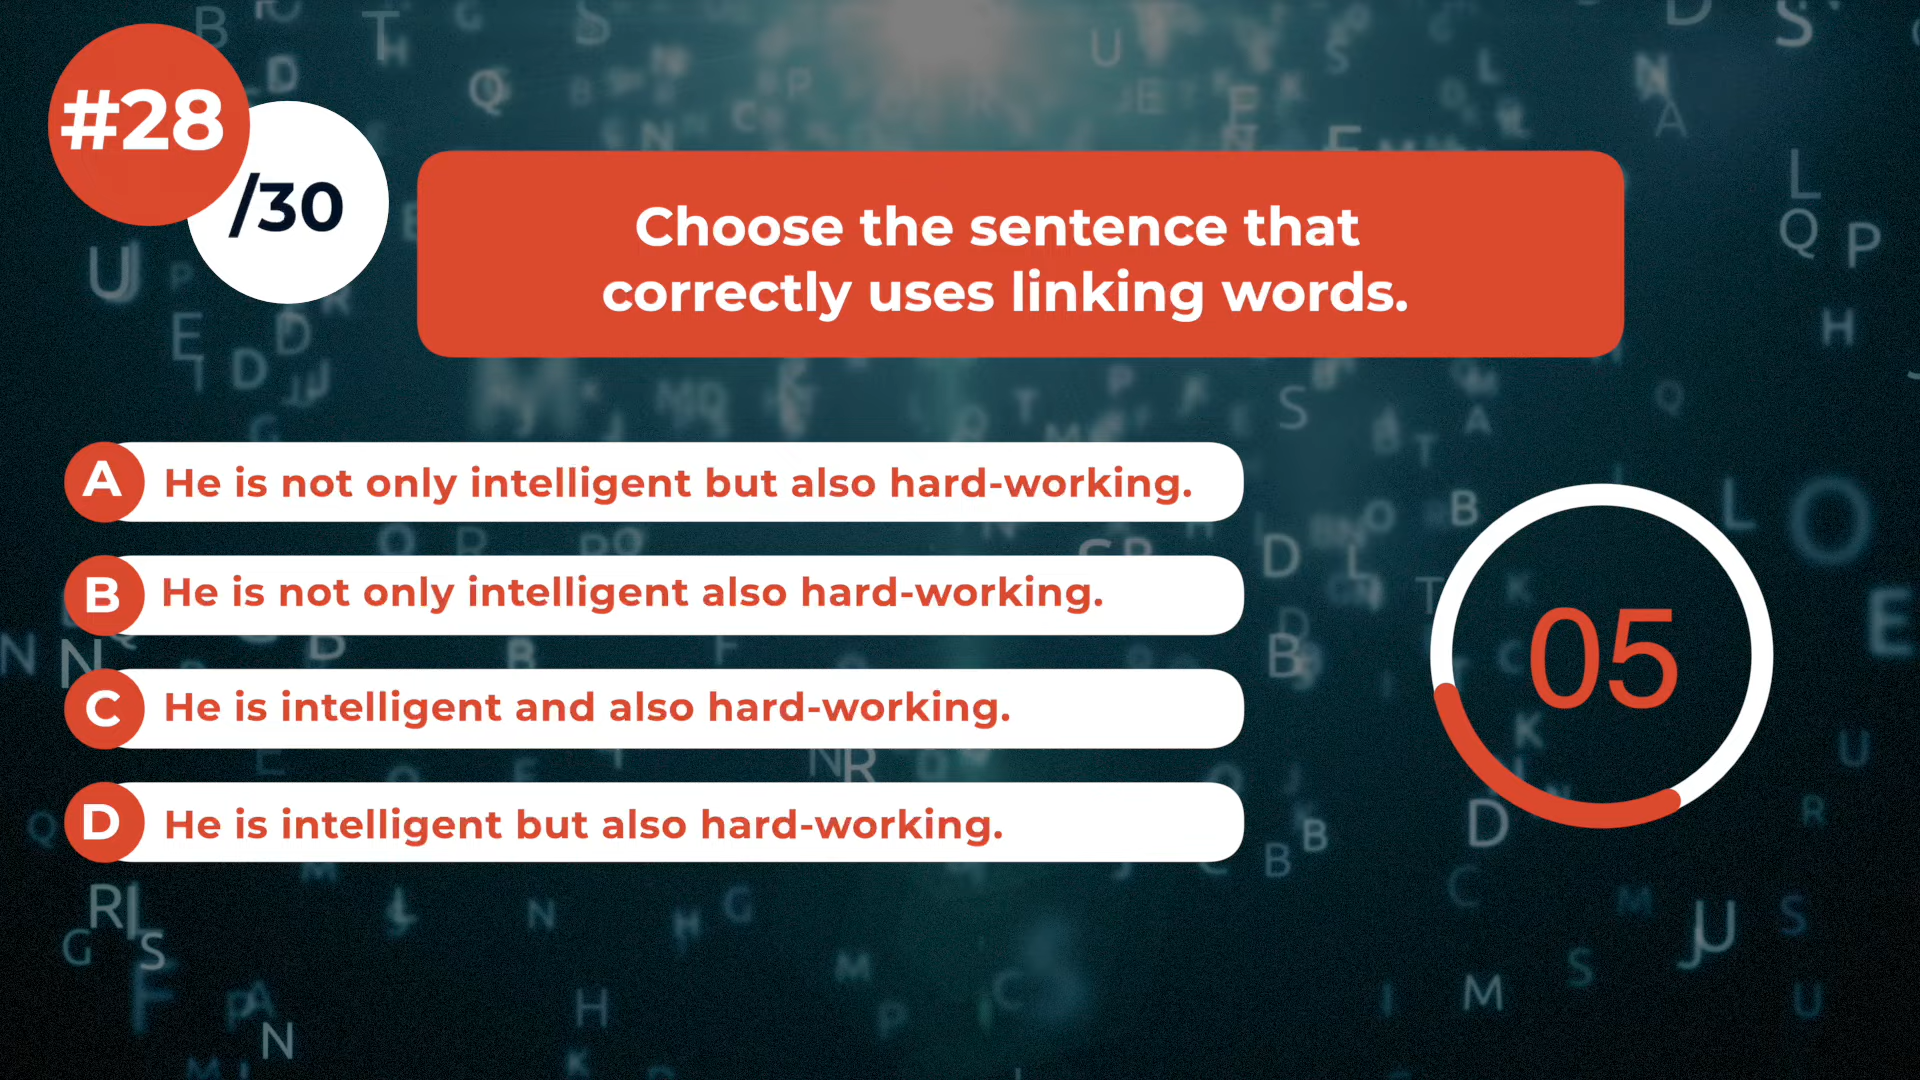 #28
/30
Choose the sentence that
correctly uses linking words.
A He is not only intelligent but also hard-working.
B He is not only intelligent also hard-working.
C He is intelligent and also hard-working.
D He is intelligent but also hard-working.
05